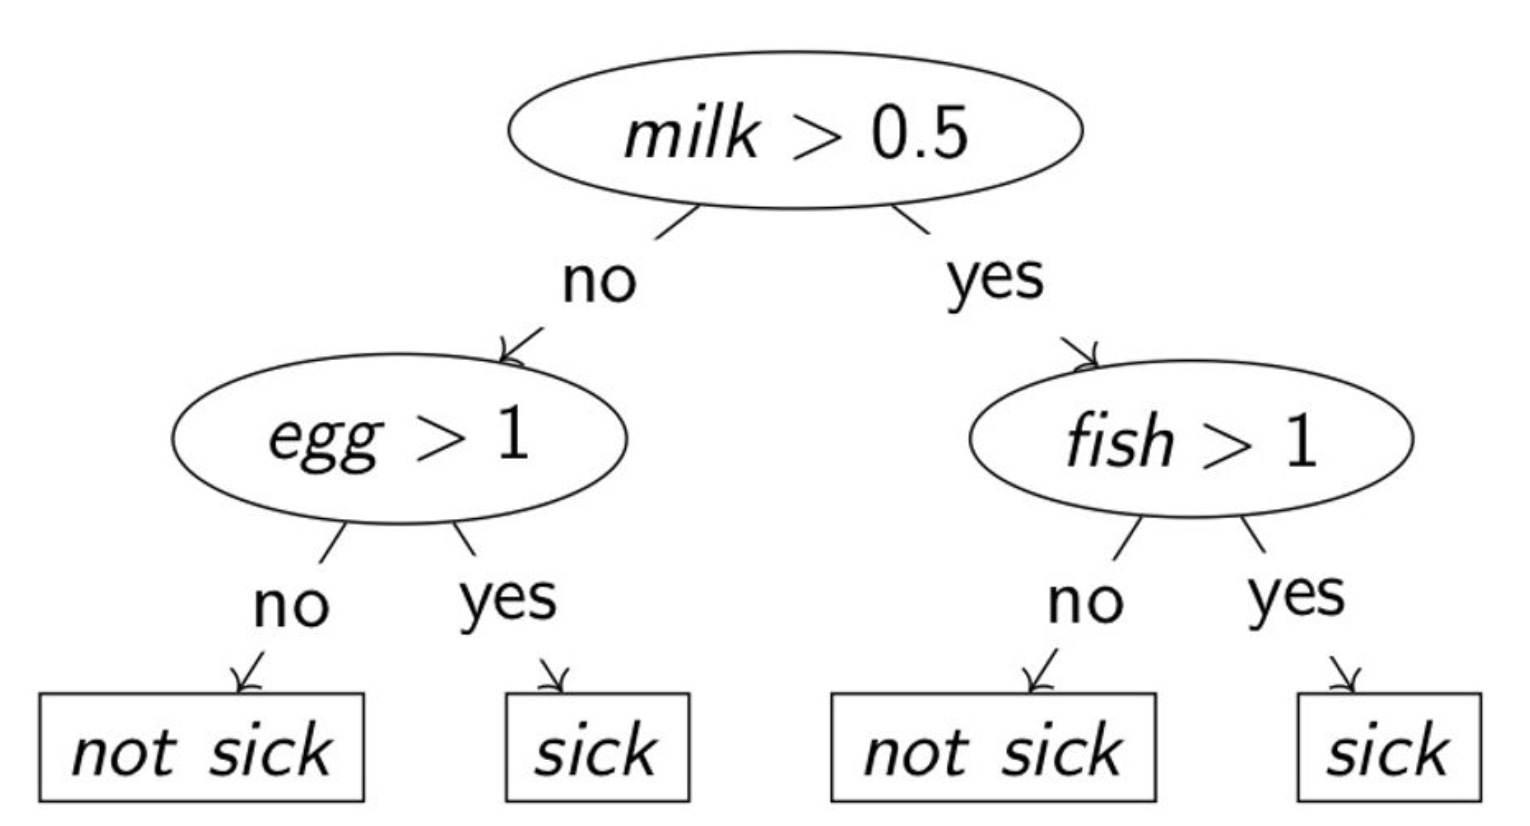 milk > 0.5
no yes
egg > 1 fish > 1
no yes no yes
not sick sick not sick sick